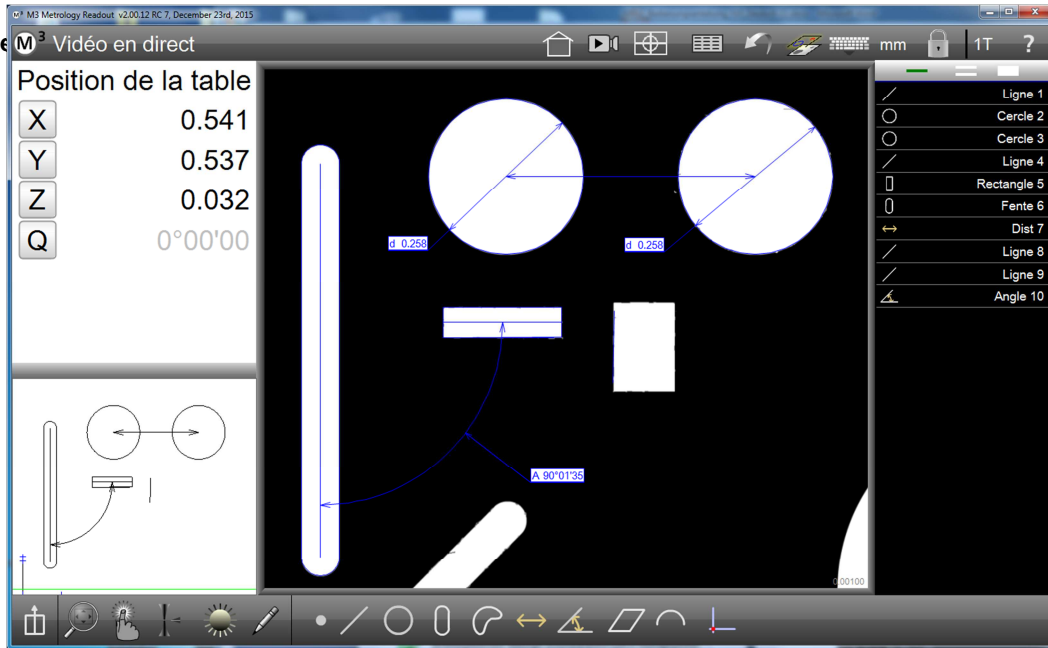 M3 Metrology Readout v2.00.12 RC 7, December 23rd, 2015
M3 Vidéo en direct
mm
1T
?
Position de la table
X 0.541
Y 0.537
Z 0.032
Q 0°00'00
d 0.258
d 0.258
A 90°01'35
0.00100
Ligne 1
Cercle 2
Cercle 3
Ligne 4
Rectangle 5
Fente 6
Dist 7
Ligne 8
Ligne 9
Angle 10